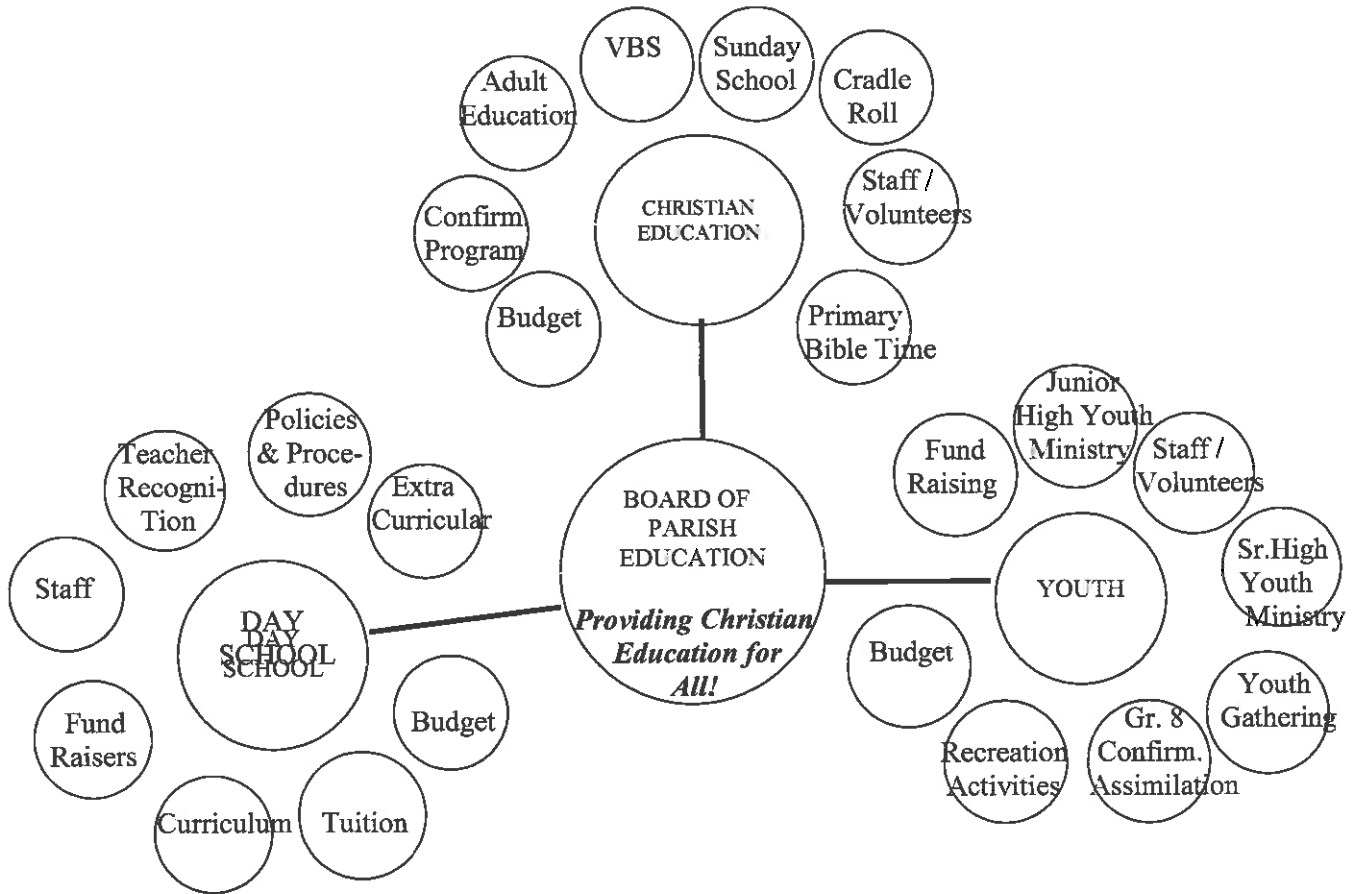 VBS
Sunday
School
Cradle
Roll
Adult
Education
Staff /
Volunteers
Confirm.
Program
CHRISTIAN
EDUCATION
Budget
Primary
Bible Time
Junior
High Youth
Ministry
Fund
Raising
Staff /
Volunteers
Sr.High
Youth
Ministry
YOUTH
Budget
Youth
Gathering
Gr. 8
Confirm.
Assimilation
Recreation
Activities
BOARD OF
PARISH
EDUCATION
Providing Christian
Education for
All!
Policies
& Proce-
dures
Teacher
Recogni-
Tion
Extra
Curricular
Staff
DAY
DAY
SCHOOL
SCHOOL
Budget
Fund
Raisers
Curriculum
Tuition